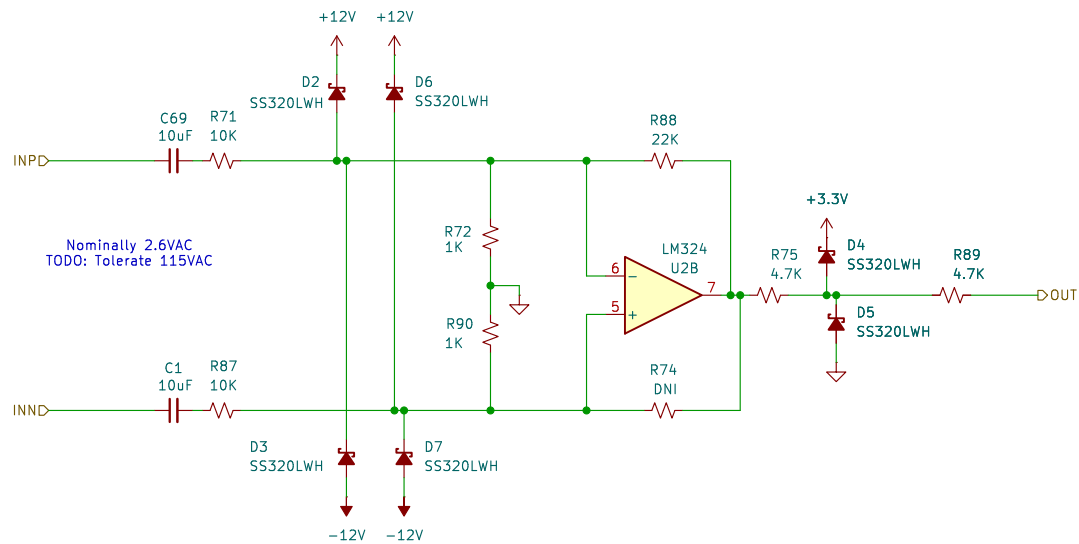 +12V
+12V
D2
SS320LWH
D6
SS320LWH
C69
10uF
R71
10K
R88
22K
INP
+3.3V
R72
1K
Nominally 2.6VAC
TODO: Tolerate 115VAC
LM324
U2B
6
−
7
5
+
R75
4.7K
D4
SS320LWH
R89
4.7K
OUT
D5
SS320LWH
R90
1K
C1
10uF
R87
10K
R74
DNI
INN
D3
SS320LWH
D7
SS320LWH
-12V
-12V